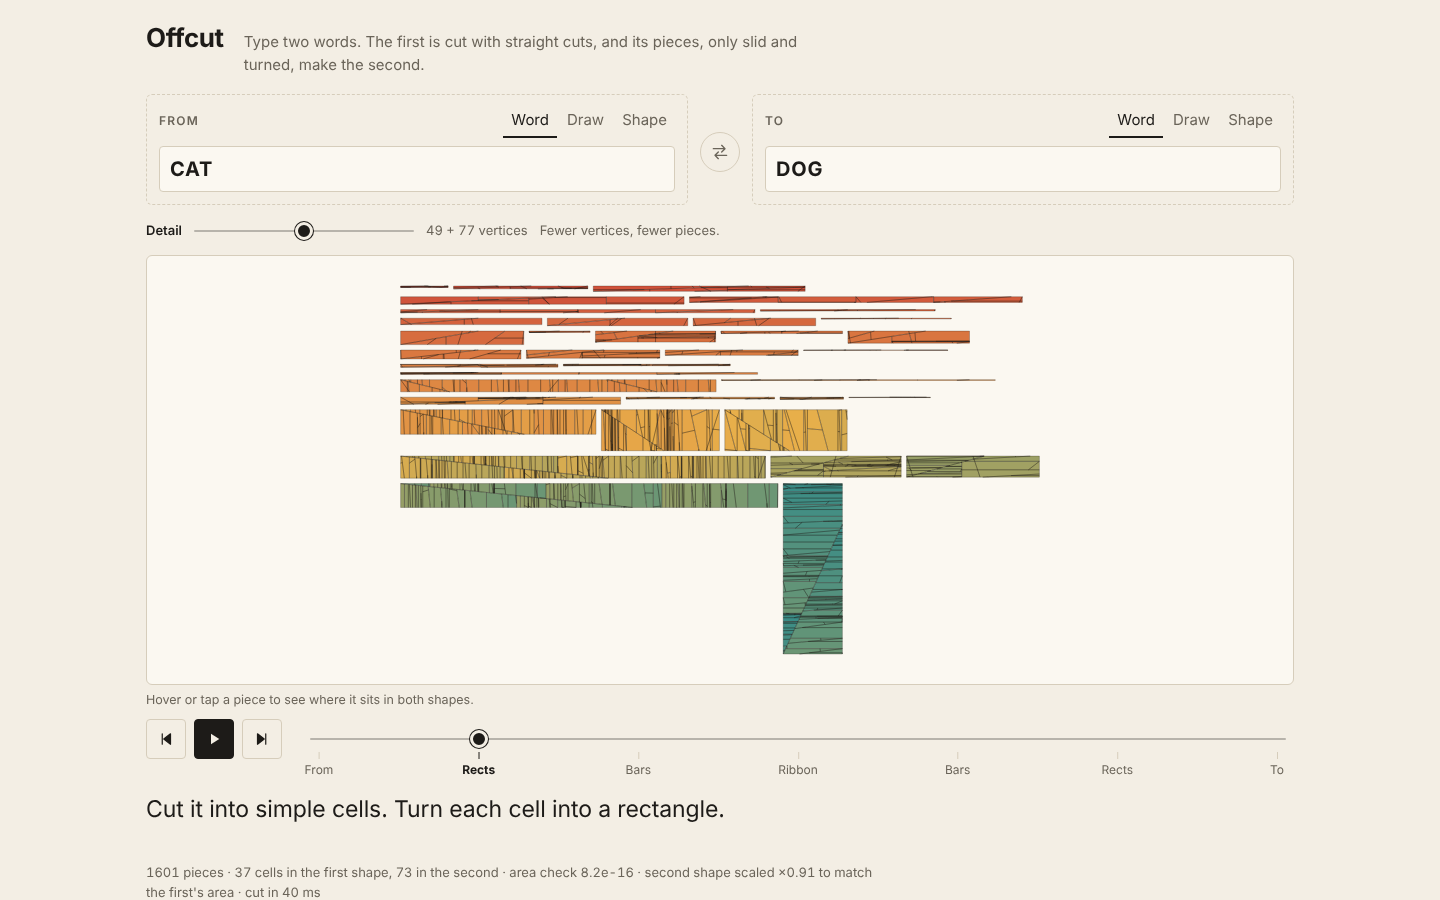 Offcut
Type two words. The first is cut with straight cuts, and its pieces, only slid and
turned, make the second.
FROM
Word Draw Shape
CAT
TO
Word Draw Shape
DOG
Detail
49 + 77 vertices Fewer vertices, fewer pieces.
Hover or tap a piece to see where it sits in both shapes.
From Rects Bars Ribbon Bars Rects To
Cut it into simple cells. Turn each cell into a rectangle.
1601 pieces · 37 cells in the first shape, 73 in the second · area check 8.2e-16 · second shape scaled ×0.91 to match
the first's area · cut in 40 ms